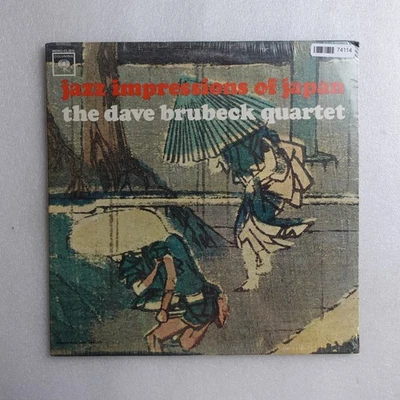 74114
jazz impressions of japan
the dave brubeck quartet